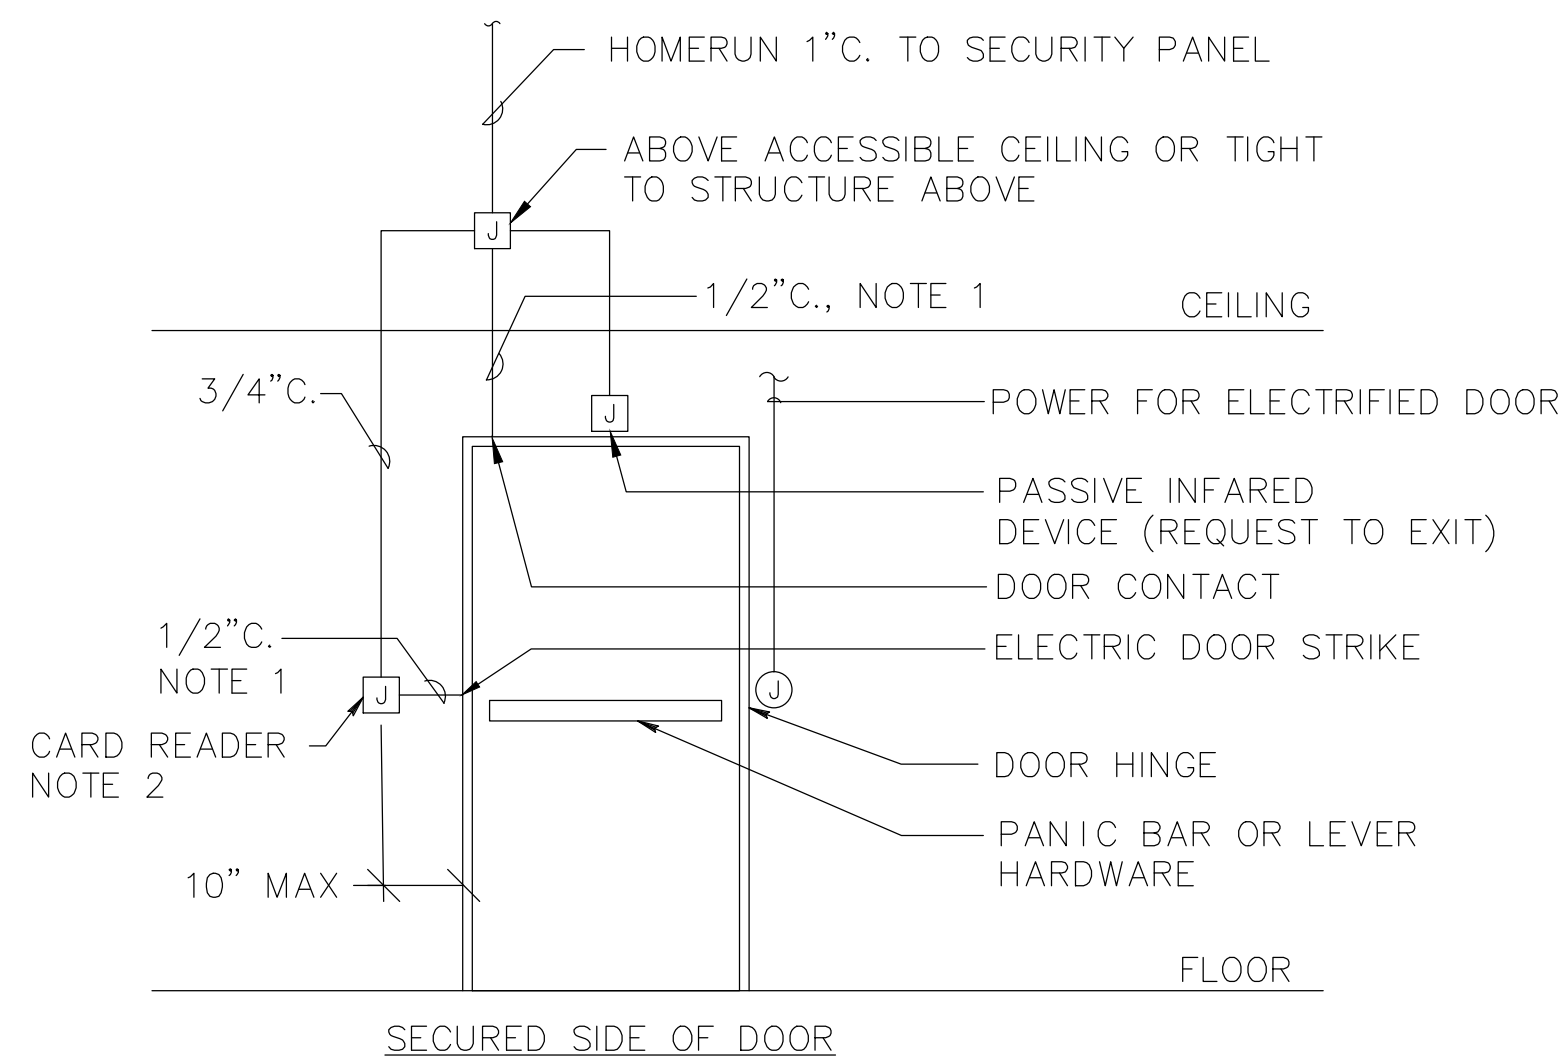 HOMERUN 1”C. TO SECURITY PANEL
ABOVE ACCESSIBLE CEILING OR TIGHT
TO STRUCTURE ABOVE
J
1/2”C., NOTE 1
CEILING
3/4”C.
J
POWER FOR ELECTRIFIED DOOR
PASSIVE INFARED
DEVICE (REQUEST TO EXIT)
DOOR CONTACT
1/2”C.
NOTE 1
ELECTRIC DOOR STRIKE
J
J
CARD READER
NOTE 2
DOOR HINGE
PANIC BAR OR LEVER
HARDWARE
10” MAX
FLOOR
SECURED SIDE OF DOOR